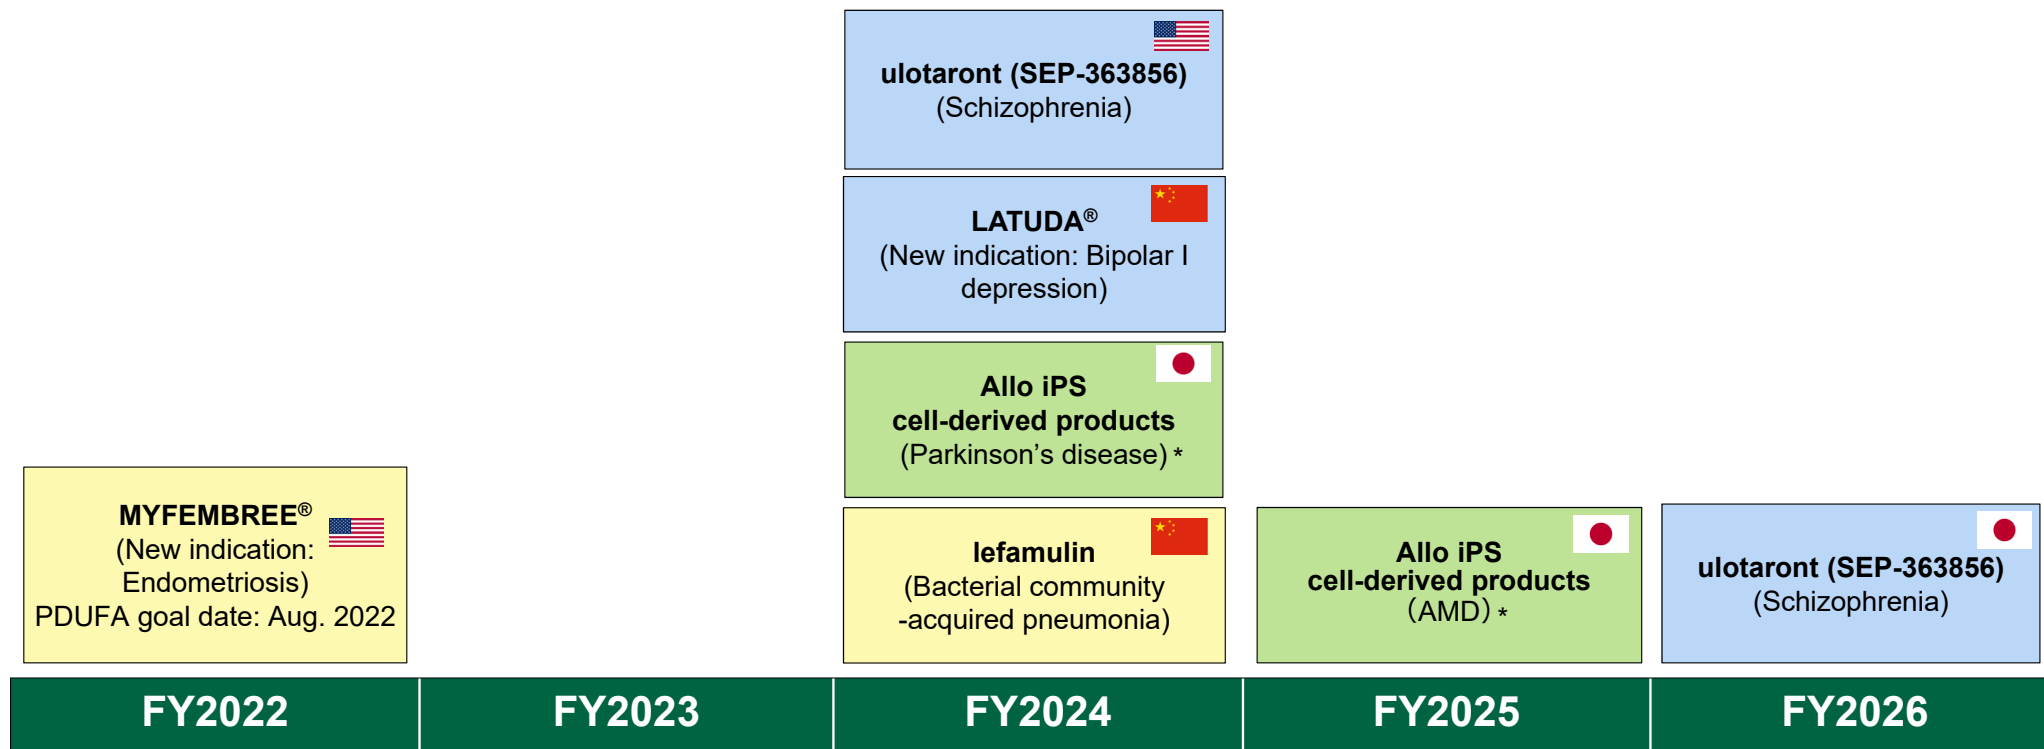 ulotaront (SEP-363856)
(Schizophrenia)
LATUDA®
(New indication: Bipolar I
depression)
Allo iPS
cell-derived products
(Parkinson’s disease) *
MYFEMBREE®
(New indication:
Endometriosis)
PDUFA goal date: Aug. 2022
lefamulin
(Bacterial community
-acquired pneumonia)
Allo iPS
cell-derived products
（AMD）*
ulotaront (SEP-363856)
(Schizophrenia)
FY2022
FY2023
FY2024
FY2025
FY2026